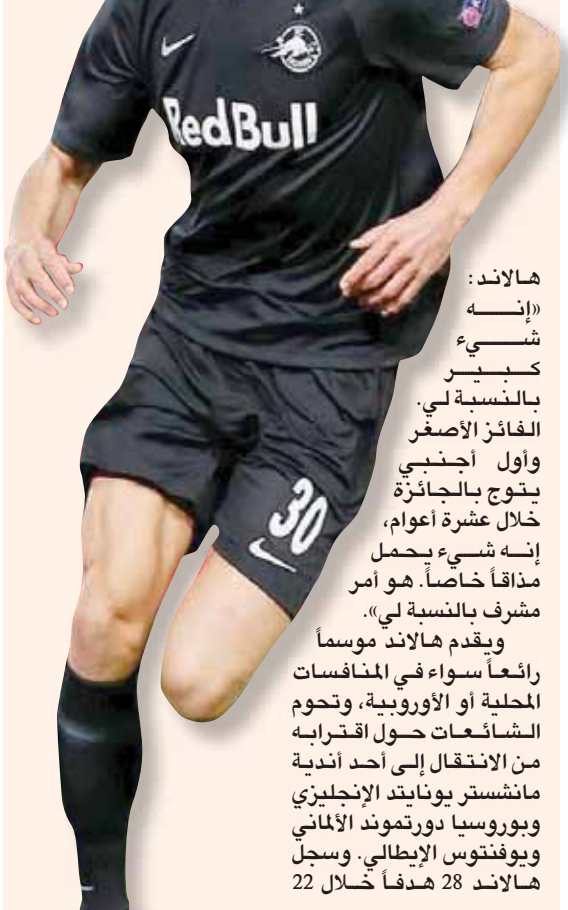 RedBull
30
هالاند:
«إنه
شيء
كبير
بالنسبة لي.
الفائز الأصغر
وأول أجنبي
يتوج بالجائزة
خلال عشرة أعوام،
إنه شيء يحمل
مذاقاً خاصاً. هو أمر
مشرف بالنسبة لي».
ويقدم هالاند موسماً
رائعاً سواء في المنافسات
المحلية أو الأوروبية، وتحوم
الشائعات حول اقترابه
من الانتقال إلى أحد أندية
مانشستر يونايتد الإنجليزي
وبوروسيا دورتموند الألماني
ويوفنتوس الإيطالي. وسجل
هالاند 28 هدفاً خلال 22